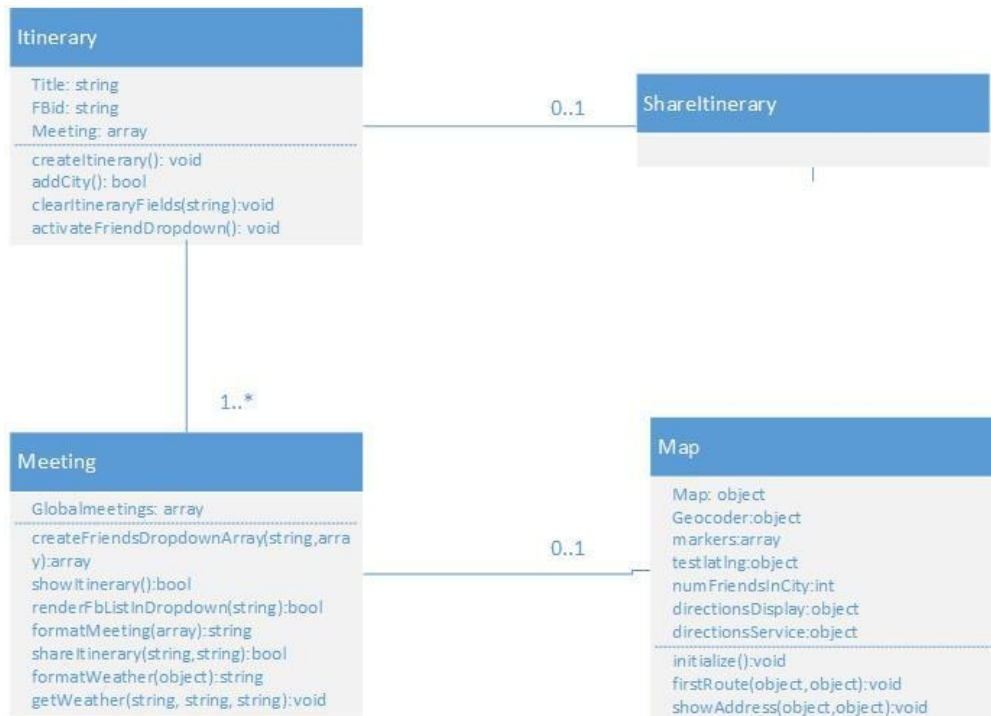 Itinerary
Title: string
FBid: string
Meeting: array
createItinerary(): void
addCity(): bool
clearItineraryFields(string):void
activateFriendDropdown(): void
0..1
ShareItinerary
1..*
Meeting
Globalmeetings: array
createFriendsDropdownArray(string,arra
y):array
showItinerary():bool
renderFbListInDropdown(string):bool
formatMeeting(array):string
shareItinerary(string,string):bool
formatWeather(object):string
getWeather(string, string, string):void
0..1
Map
Map: object
Geocoder:object
markers:array
testlatlng:object
numFriendsInCity:int
directionsDisplay:object
directionsService:object
initialize():void
firstRoute(object,object):void
showAddress(object,object):void